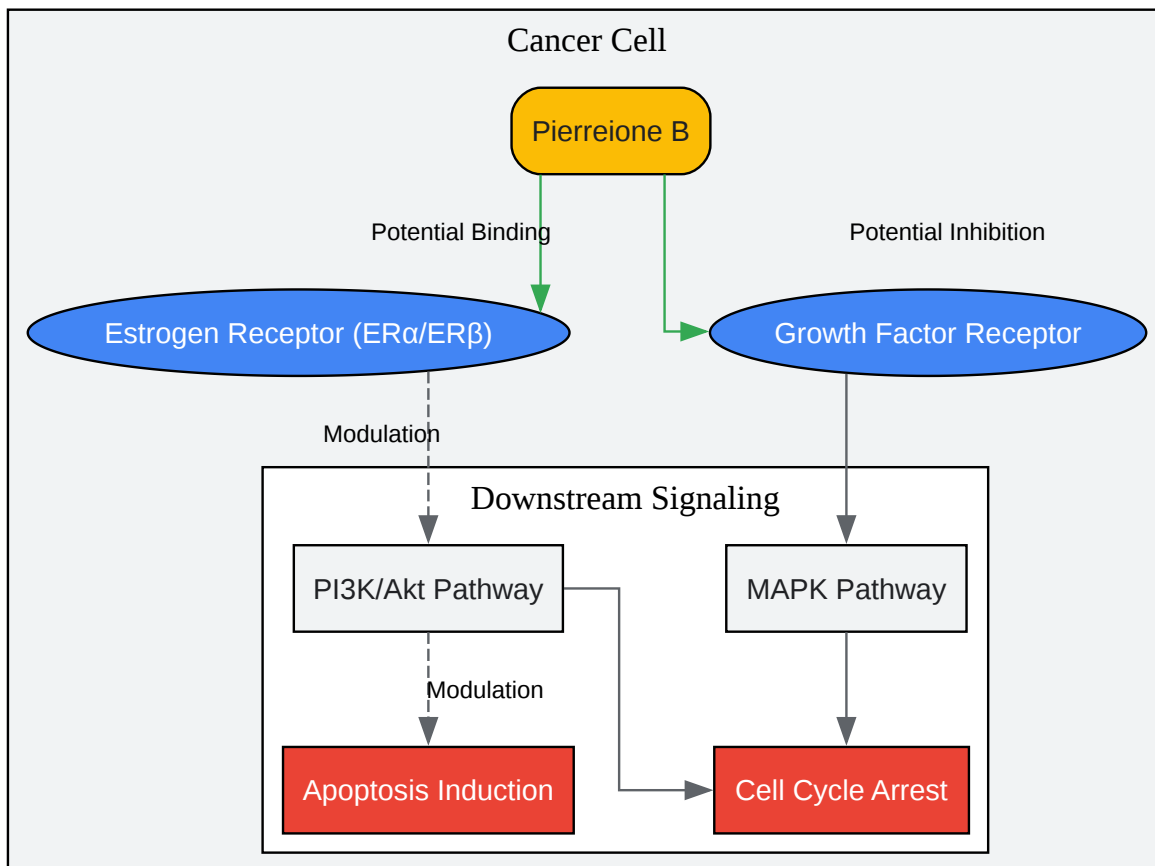 Cancer Cell
Pierreione B
Potential Binding
Potential Inhibition
Estrogen Receptor (ERα/ERβ)
Growth Factor Receptor
Modulation
Downstream Signaling
PI3K/Akt Pathway
MAPK Pathway
Modulation
Apoptosis Induction
Cell Cycle Arrest